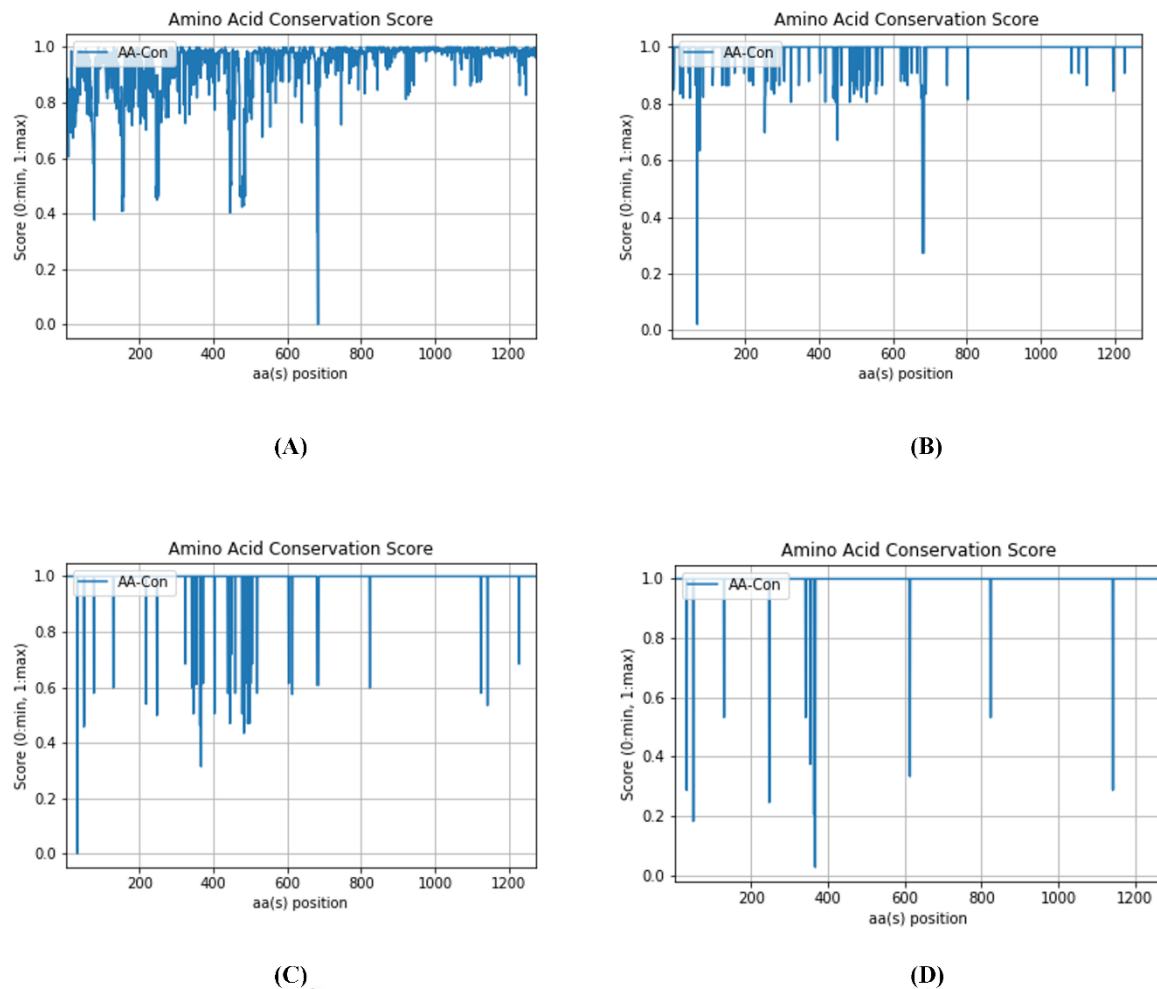 Amino Acid Conservation Score
AA-Con
Score (0:min, 1:max)
1.0
0.8
0.6
0.4
0.2
0.0
200 400 600 800 1000 1200
aa(s) position
(A)
Amino Acid Conservation Score
AA-Con
Score (0:min, 1:max)
1.0
0.8
0.6
0.4
0.2
0.0
200 400 600 800 1000 1200
aa(s) position
(B)
Amino Acid Conservation Score
AA-Con
Score (0:min, 1:max)
1.0
0.8
0.6
0.4
0.2
0.0
200 400 600 800 1000 1200
aa(s) position
(C)
Amino Acid Conservation Score
AA-Con
Score (0:min, 1:max)
1.0
0.8
0.6
0.4
0.2
0.0
200 400 600 800 1000 1200
aa(s) position
(D)